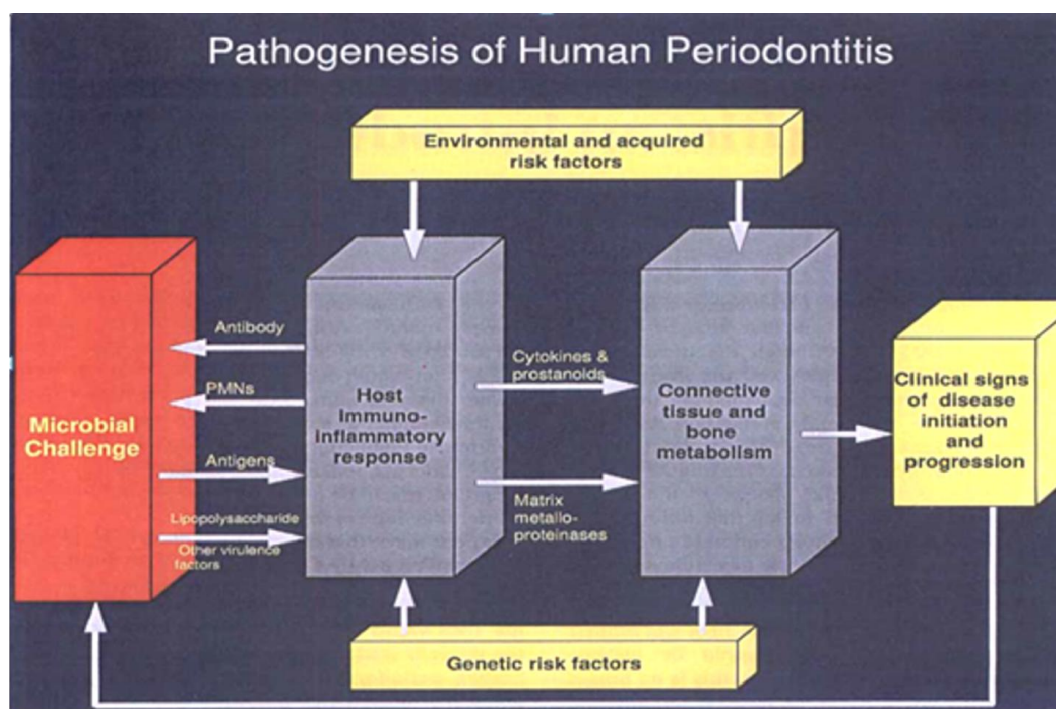 Pathogenesis of Human Periodontitis
Environmental and acquired
risk factors
Microbial
Challenge
Antibody
PMNs
Antigens
Lipopolysaccharide
Other virulence
factors
Host
Immuno-
inflammatory
response
Cytokines &
prostanoids
Matrix
metallo-
proteinases
Connective
tissue and
bone
metabolism
Clinical signs
of disease
initiation
and
progression
Genetic risk factors